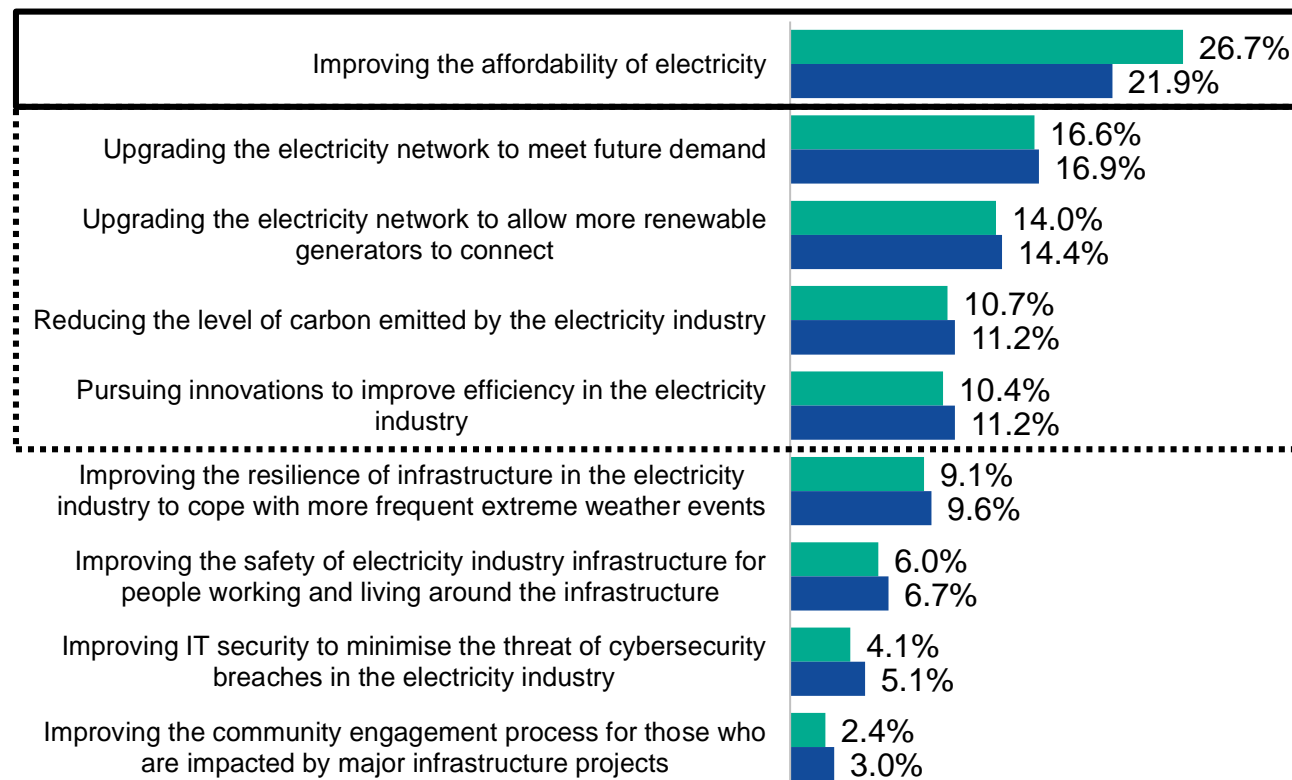 Improving the affordability of electricity
26.7%
21.9%
Upgrading the electricity network to meet future demand
16.6%
16.9%
Upgrading the electricity network to allow more renewable
generators to connect
14.0%
14.4%
Reducing the level of carbon emitted by the electricity industry
10.7%
11.2%
Pursuing innovations to improve efficiency in the electricity
industry
10.4%
11.2%
Improving the resilience of infrastructure in the electricity
industry to cope with more frequent extreme weather events
9.1%
9.6%
Improving the safety of electricity industry infrastructure for
people working and living around the infrastructure
6.0%
6.7%
Improving IT security to minimise the threat of cybersecurity
breaches in the electricity industry
4.1%
5.1%
Improving the community engagement process for those who
are impacted by major infrastructure projects
2.4%
3.0%